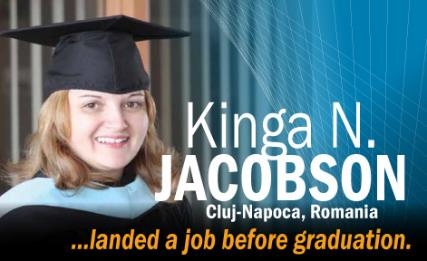 Kinga N.
JACOBSON
Cluj-Napoca, Romania
...landed a job before graduation.